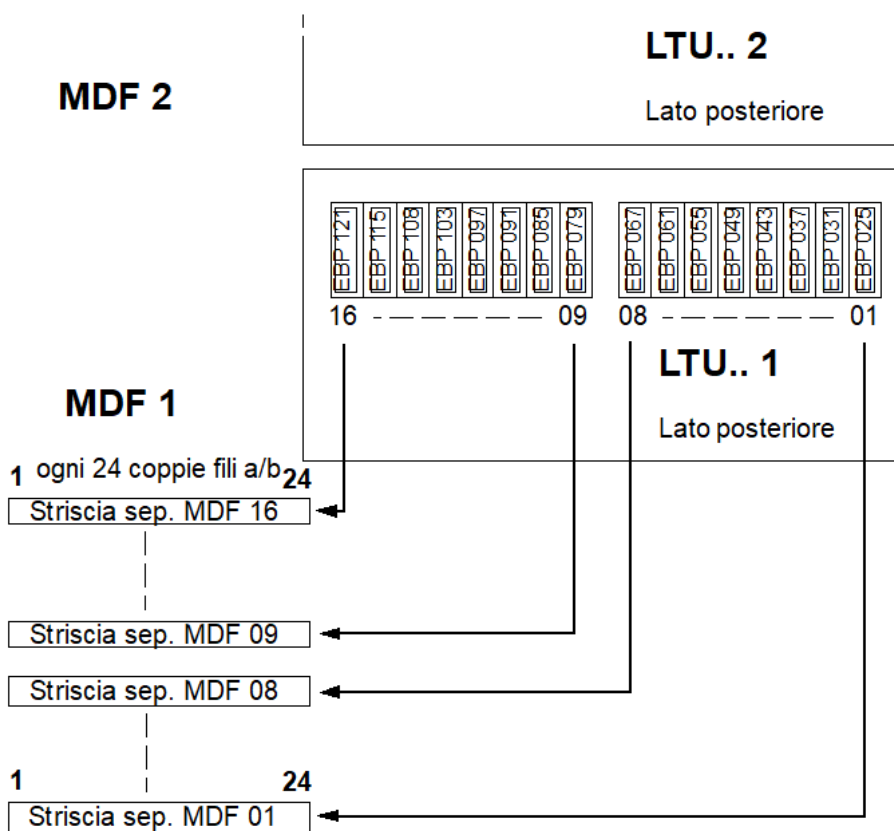 LTU.. 2
MDF 2
Lato posteriore
EBP 121
EBP 115
EBP 108
EBP 103
EBP 097
EBP 091
EBP 085
EBP 079
EBP 067
EBP 061
EBP 055
EBP 049
EBP 043
EBP 037
EBP 031
EBP 025
16 09 08 01
LTU.. 1
MDF 1
Lato posteriore
ogni 24 coppie fili a/b
1 24
Striscia sep. MDF 16
Striscia sep. MDF 09
Striscia sep. MDF 08
1 24
Striscia sep. MDF 01